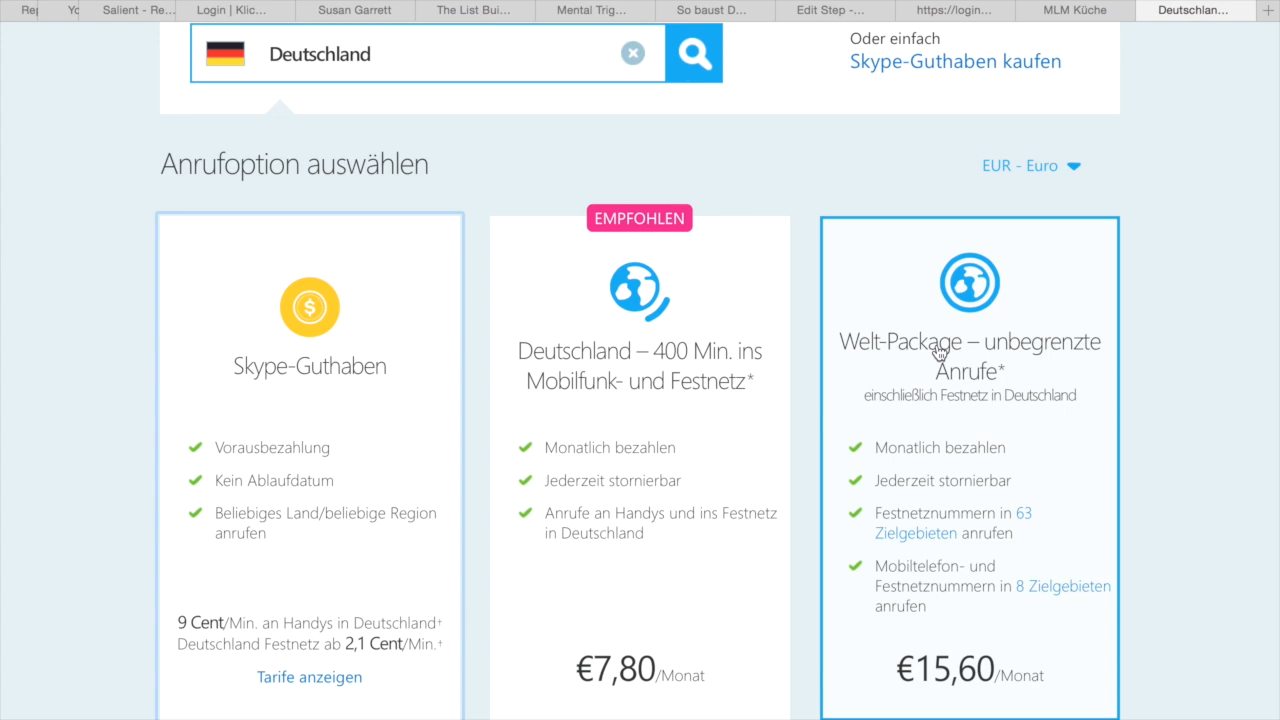 Rep
Yo
Salient - Re...
Login | Klic...
Susan Garrett
The List Bui...
Mental Trig...
So baust D...
Edit Step -...
https://login...
MLM Küche
Deutschlan...
Deutschland
Oder einfach
Skype-Guthaben kaufen
Anrufoption auswählen
EUR - Euro
Skype-Guthaben
Vorausbezahlung
Kein Ablaufdatum
Beliebiges Land/beliebige Region
anrufen
9 Cent/Min. an Handys in Deutschland†
Deutschland Festnetz ab 2,1 Cent/Min.†
Tarife anzeigen
EMPFOHLEN
Deutschland – 400 Min. ins
Mobilfunk- und Festnetz*
Monatlich bezahlen
Jederzeit stornierbar
Anrufe an Handys und ins Festnetz
in Deutschland
€7,80/Monat
Welt-Package – unbegrenzte
Anrufe*
einschließlich Festnetz in Deutschland
Monatlich bezahlen
Jederzeit stornierbar
Festnetznummern in 63
Zielgebieten anrufen
Mobiltelefon- und
Festnetznummern in 8 Zielgebieten
anrufen
€15,60/Monat